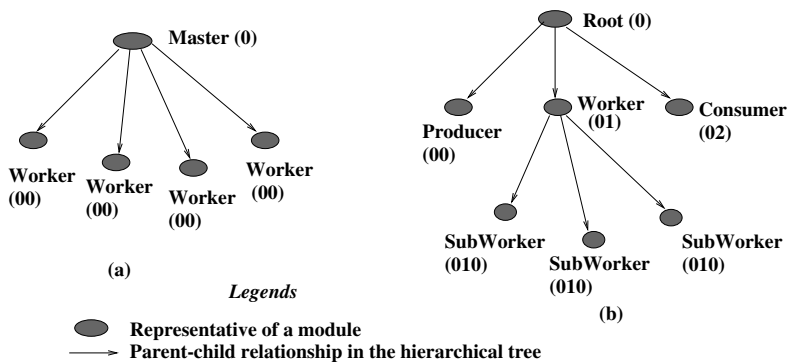 Master (0)
Worker
(00)
Worker
(00)
Worker
(00)
Worker
(00)
(a)
Root (0)
Producer
(00)
Worker
(01)
Consumer
(02)
SubWorker
(010)
SubWorker
(010)
SubWorker
(010)
(b)
Legends
Representative of a module
Parent-child relationship in the hierarchical tree